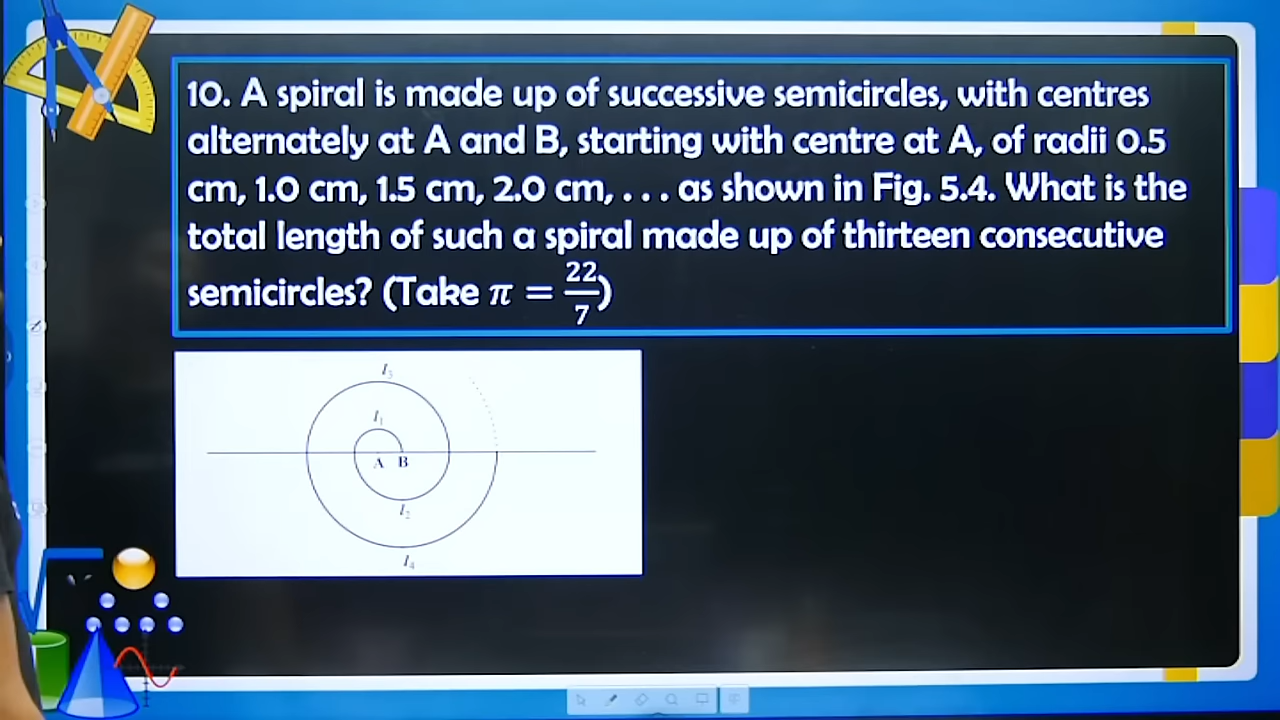 10. A spiral is made up of successive semicircles, with centres
alternately at A and B, starting with centre at A, of radii 0.5
cm, 1.0 cm, 1.5 cm, 2.0 cm, . . . as shown in Fig. 5.4. What is the
total length of such a spiral made up of thirteen consecutive
semicircles? (Take π = 22/7)
l₃
l₁
A B
l₂
l₄